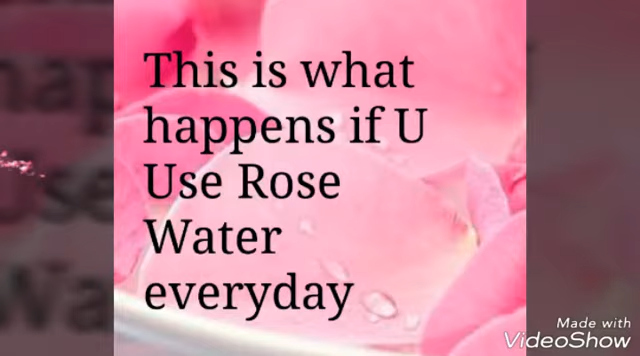 This is what
happens if U
Use Rose
Water
everyday
Made with
VideoShow